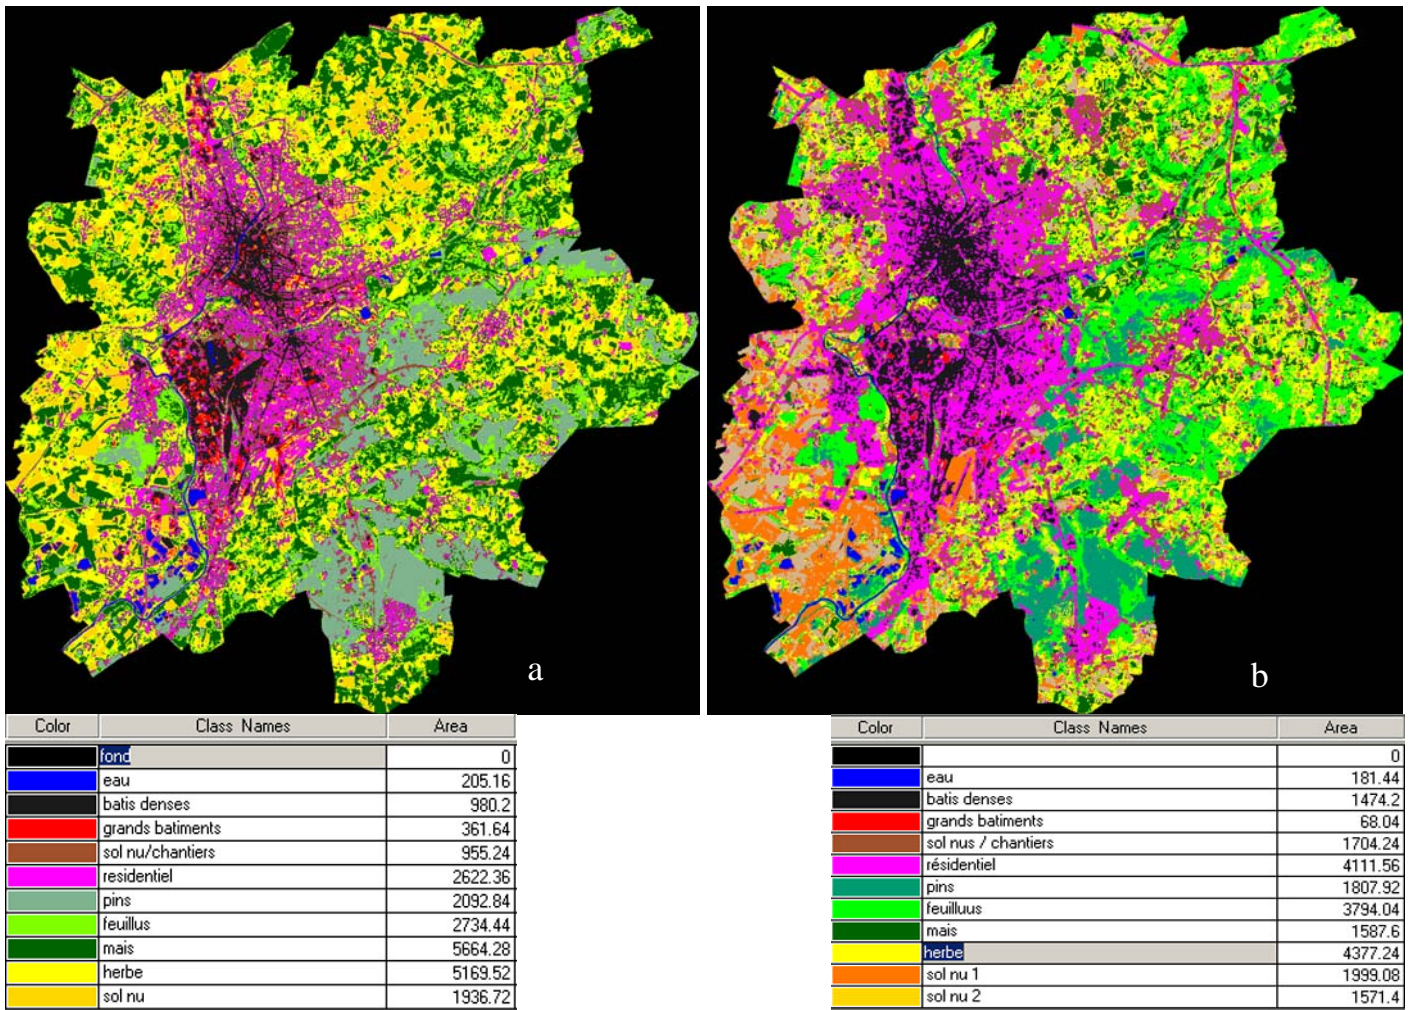 a
b
Color Class Names Area
fond 0
eau 205.16
batis denses 980.2
grands batiments 361.64
sol nu/chantiers 955.24
residentiel 2622.36
pins 2092.84
feuillus 2734.44
mais 5664.28
herbe 5169.52
sol nu 1936.72
Color Class Names Area
0
eau 181.44
batis denses 1474.2
grands batiments 68.04
sol nus / chantiers 1704.24
résidentiel 4111.56
pins 1807.92
feuilluus 3794.04
mais 1587.6
herbe 4377.24
sol nu 1 1999.08
sol nu 2 1571.4